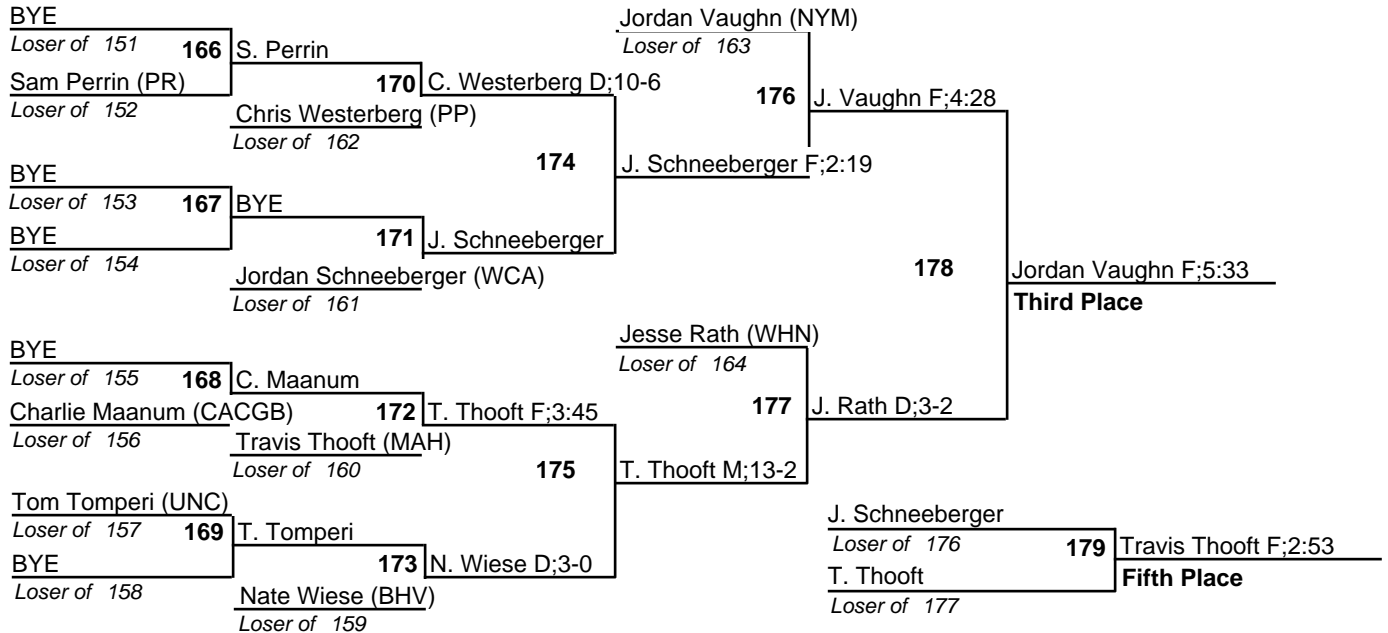 BYE
Loser of 151
166
S. Perrin
Sam Perrin (PR)
Loser of 152
170
C. Westerberg D;10-6
Chris Westerberg (PP)
Loser of 162
174
BYE
Loser of 153
167
BYE
BYE
Loser of 154
171
J. Schneeberger
Jordan Schneeberger (WCA)
Loser of 161
Jordan Vaughn (NYM)
Loser of 163
176
J. Vaughn F;4:28
J. Schneeberger F;2:19
178
Jordan Vaughn F;5:33
Third Place
BYE
Loser of 155
168
C. Maanum
Charlie Maanum (CACGB)
Loser of 156
172
T. Thooft F;3:45
Travis Thooft (MAH)
Loser of 160
175
Tom Tomperi (UNC)
Loser of 157
169
T. Tomperi
BYE
Loser of 158
173
N. Wiese D;3-0
Nate Wiese (BHV)
Loser of 159
Jesse Rath (WHN)
Loser of 164
177
J. Rath D;3-2
T. Thooft M;13-2
J. Schneeberger
Loser of 176
179
Travis Thooft F;2:53
T. Thooft
Fifth Place
Loser of 177